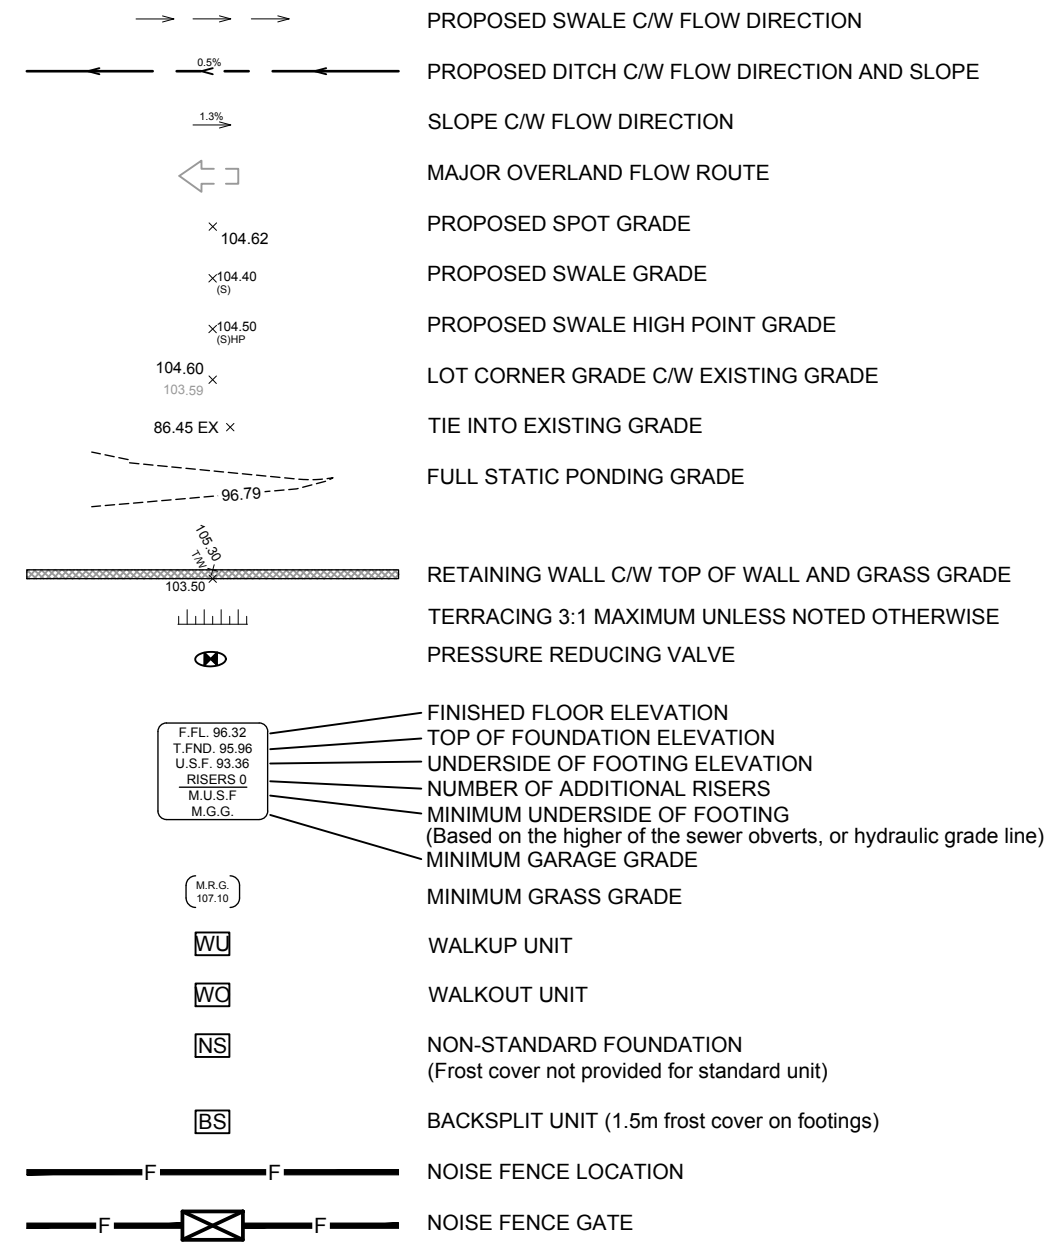 PROPOSED SWALE C/W FLOW DIRECTION
0.5% PROPOSED DITCH C/W FLOW DIRECTION AND SLOPE
1.3% SLOPE C/W FLOW DIRECTION
MAJOR OVERLAND FLOW ROUTE
104.62 PROPOSED SPOT GRADE
104.40 PROPOSED SWALE GRADE
(S)
104.50 PROPOSED SWALE HIGH POINT GRADE
(S)HP
104.60 LOT CORNER GRADE C/W EXISTING GRADE
103.59
86.45 EX TIE INTO EXISTING GRADE
FULL STATIC PONDING GRADE
96.79
105.30
T/W
RETAINING WALL C/W TOP OF WALL AND GRASS GRADE
103.50
TERRACING 3:1 MAXIMUM UNLESS NOTED OTHERWISE
PRESSURE REDUCING VALVE
F.FL. 96.32 FINISHED FLOOR ELEVATION
T.FND. 95.96 TOP OF FOUNDATION ELEVATION
U.S.F. 93.36 UNDERSIDE OF FOOTING ELEVATION
RISERS 0 NUMBER OF ADDITIONAL RISERS
M.U.S.F MINIMUM UNDERSIDE OF FOOTING
(Based on the higher of the sewer obverts, or hydraulic grade line)
M.G.G. MINIMUM GARAGE GRADE
M.R.G. MINIMUM GRASS GRADE
107.10
WU WALKUP UNIT
WO WALKOUT UNIT
NS NON-STANDARD FOUNDATION
(Frost cover not provided for standard unit)
BS BACKSPLIT UNIT (1.5m frost cover on footings)
F F NOISE FENCE LOCATION
F F NOISE FENCE GATE